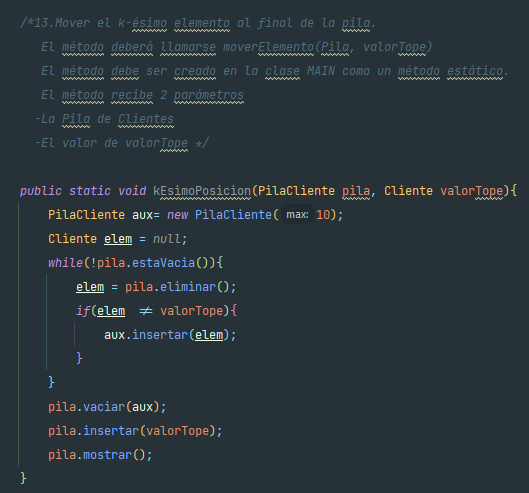 /*13.Mover el k-ésimo elemento al final de la pila.
El método deberá llamarse moverElemento(Pila, valorTope)
El método debe ser creado en la clase MAIN como un método estático.
El método recibe 2 parámetros
-La Pila de Clientes
-El valor de valorTope */
public static void kEsimoPosicion(PilaCliente pila, Cliente valorTope){
PilaCliente aux= new PilaCliente( max: 10);
Cliente elem = null;
while(!pila.estaVacia()){
elem = pila.eliminar();
if(elem != valorTope){
aux.insertar(elem);
}
}
pila.vaciar(aux);
pila.insertar(valorTope);
pila.mostrar();
}